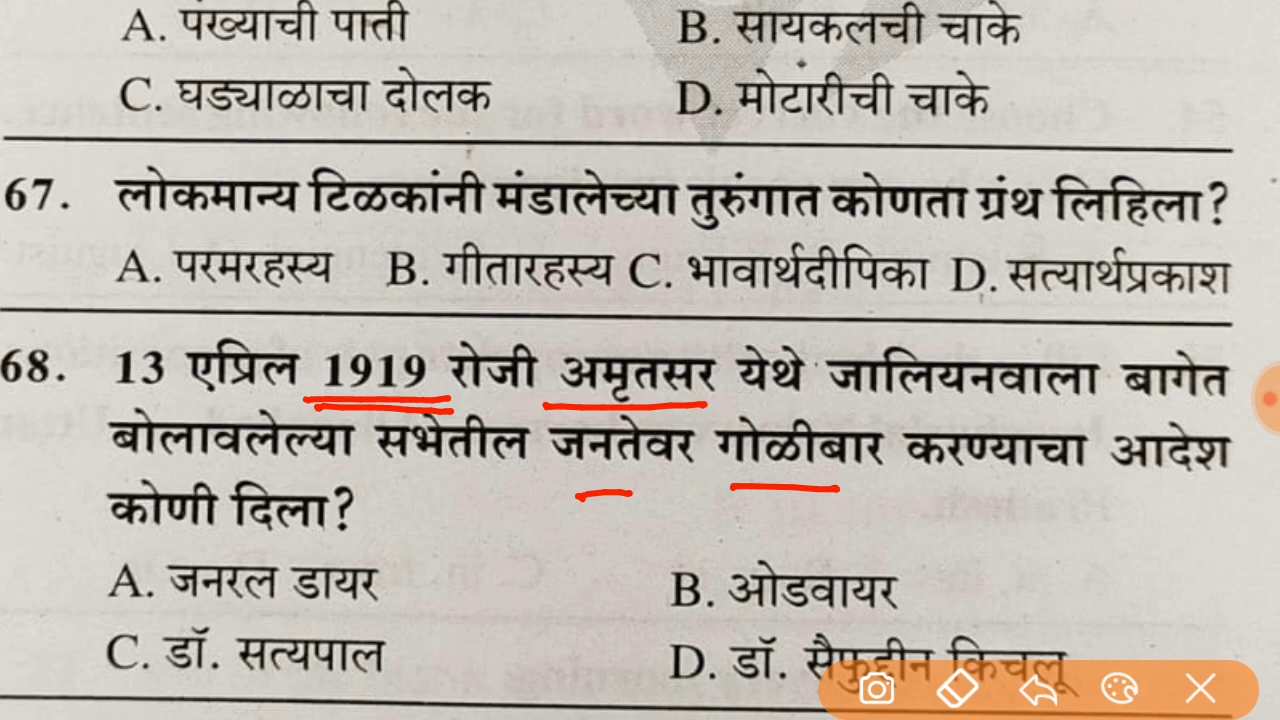 A. पंख्याची पाती B. सायकलची चाके
C. घड्याळाचा दोलक D. मोटारीची चाके
67. लोकमान्य टिळकांनी मंडालेच्या तुरुंगात कोणता ग्रंथ लिहिला?
A. परमरहस्य B. गीतारहस्य C. भावार्थदीपिका D. सत्यार्थप्रकाश
68. 13 एप्रिल 1919 रोजी अमृतसर येथे जालियनवाला बागेत
बोलावलेल्या सभेतील जनतेवर गोळीबार करण्याचा आदेश
कोणी दिला?
A. जनरल डायर B. ओडवायर
C. डॉ. सत्यपाल D. डॉ. सैफुद्दीन किचलू